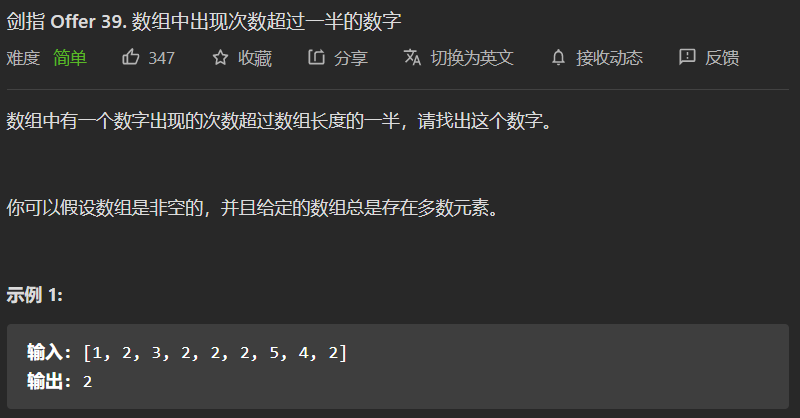 剑指 Offer 39. 数组中出现次数超过一半的数字
难度 简单 347 收藏 分享 切换为英文 接收动态 反馈
数组中有一个数字出现的次数超过数组长度的一半，请找出这个数字。
你可以假设数组是非空的，并且给定的数组总是存在多数元素。
示例 1:
输入: [1, 2, 3, 2, 2, 2, 5, 4, 2]
输出: 2